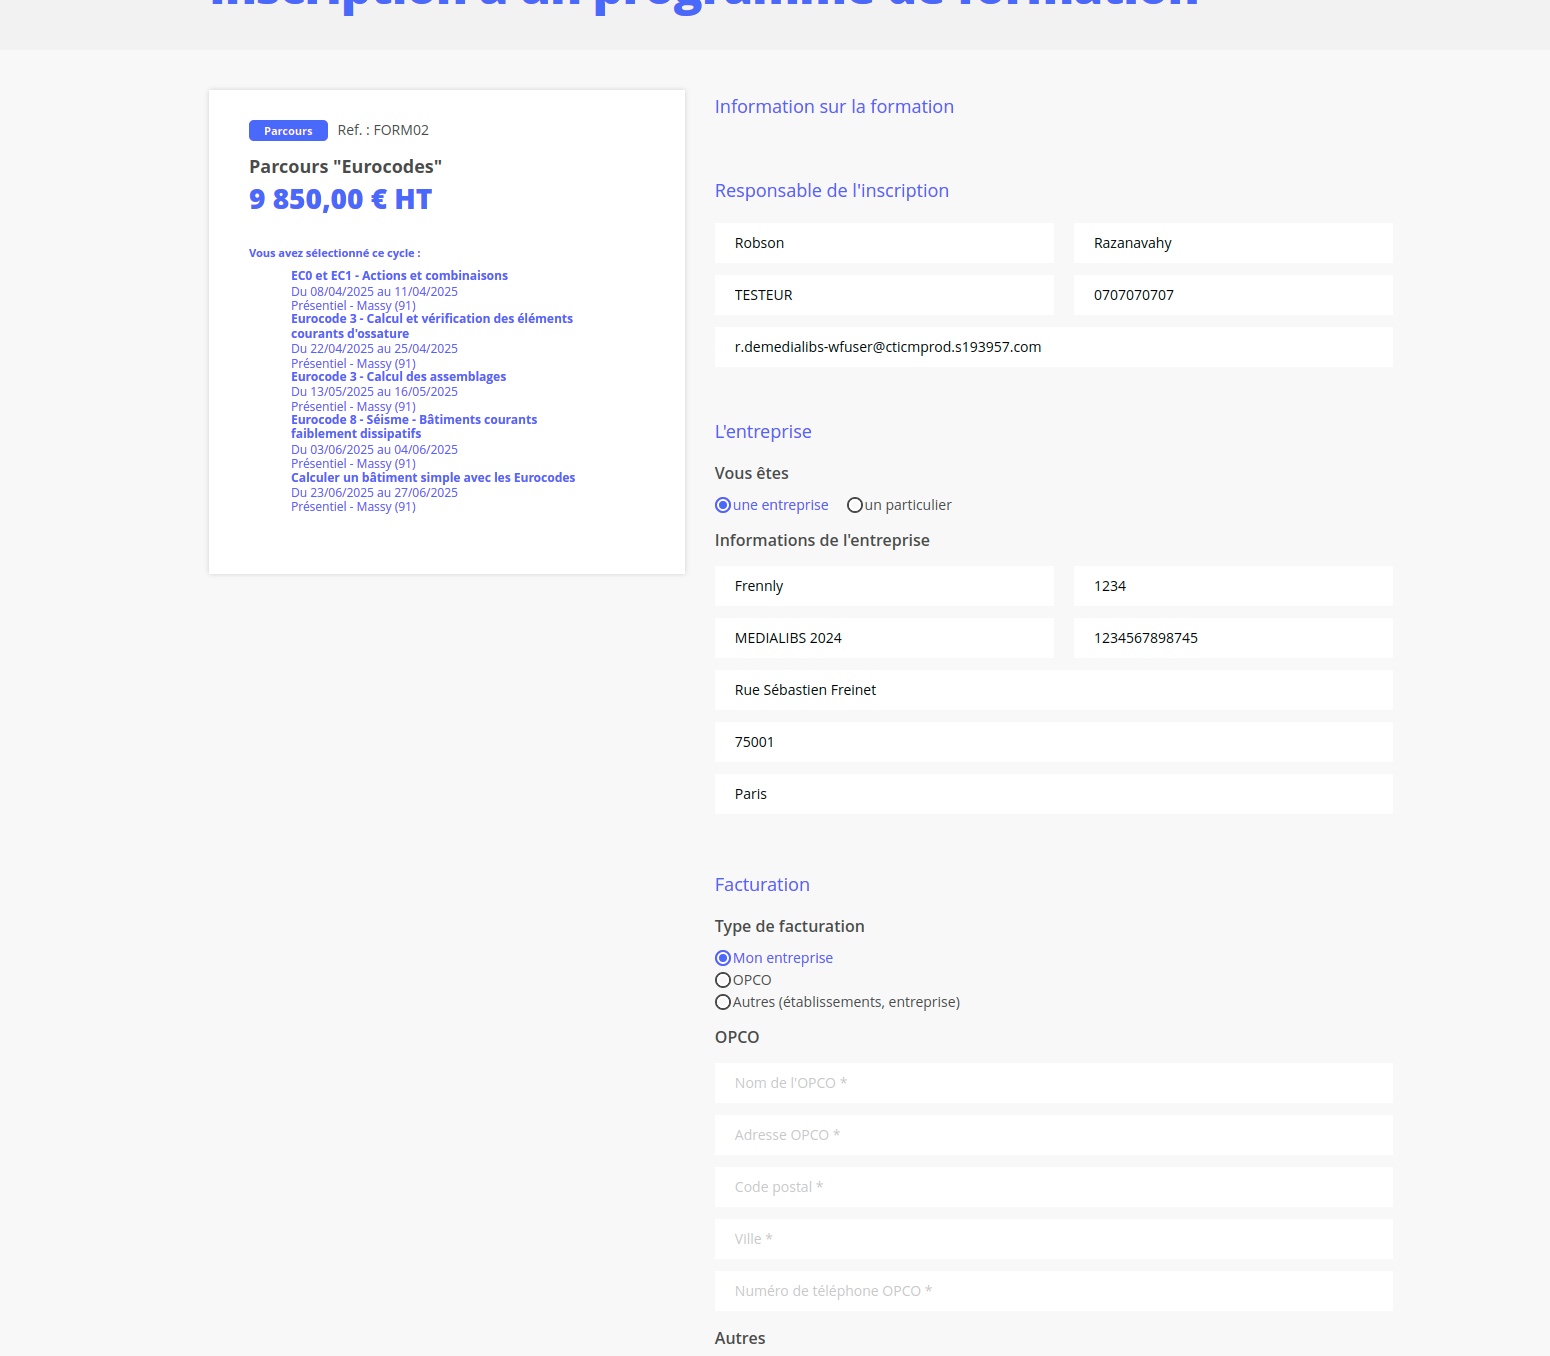 Inscription à un programme de formation
Parcours Ref. : FORM02
Parcours "Eurocodes"
9 850,00 € HT
Vous avez sélectionné ce cycle :
EC0 et EC1 - Actions et combinaisons
Du 08/04/2025 au 11/04/2025
Présentiel - Massy (91)
Eurocode 3 - Calcul et vérification des éléments
courants d'ossature
Du 22/04/2025 au 25/04/2025
Présentiel - Massy (91)
Eurocode 3 - Calcul des assemblages
Du 13/05/2025 au 16/05/2025
Présentiel - Massy (91)
Eurocode 8 - Séisme - Bâtiments courants
faiblement dissipatifs
Du 03/06/2025 au 04/06/2025
Présentiel - Massy (91)
Calculer un bâtiment simple avec les Eurocodes
Du 23/06/2025 au 27/06/2025
Présentiel - Massy (91)
Information sur la formation
Responsable de l'inscription
Robson Razanavahy
TESTEUR 0707070707
r.demedialibs-wfuser@cticmprod.s193957.com
L'entreprise
Vous êtes
une entreprise un particulier
Informations de l'entreprise
Frennly 1234
MEDIALIBS 2024 1234567898745
Rue Sébastien Freinet
75001
Paris
Facturation
Type de facturation
Mon entreprise
OPCO
Autres (établissements, entreprise)
OPCO
Nom de l'OPCO *
Adresse OPCO *
Code postal *
Ville *
Numéro de téléphone OPCO *
Autres